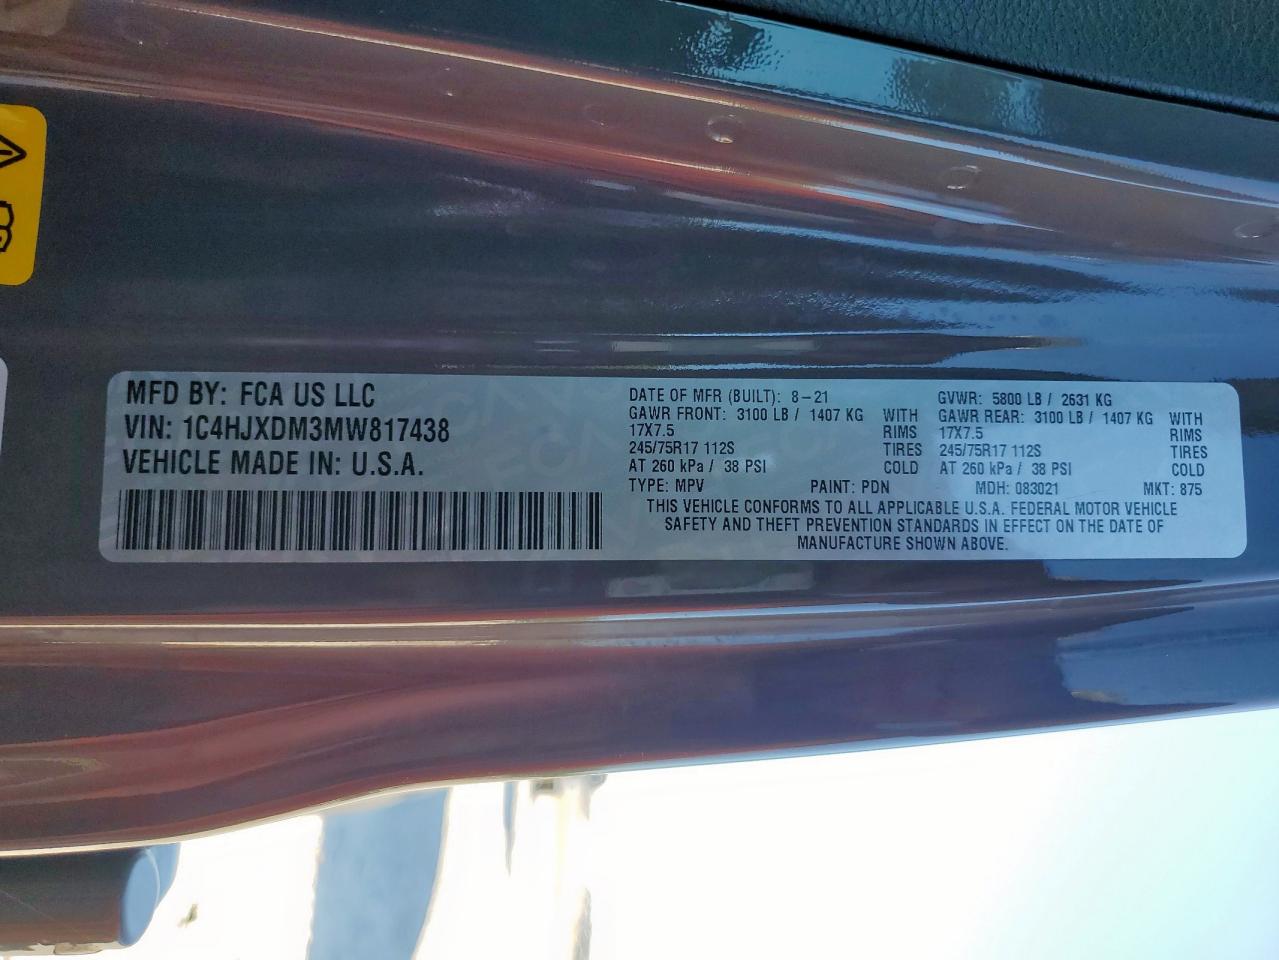 MFD BY: FCA US LLC
VIN: 1C4HJXDM3MW817438
VEHICLE MADE IN: U.S.A.
DATE OF MFR (BUILT): 8-21
GAWR FRONT: 3100 LB / 1407 KG WITH
17X7.5 RIMS
245/75R17 112S TIRES
AT 260 kPa / 38 PSI COLD
GVWR: 5800 LB / 2631 KG
GAWR REAR: 3100 LB / 1407 KG WITH
17X7.5 RIMS
245/75R17 112S TIRES
AT 260 kPa / 38 PSI COLD
TYPE: MPV PAINT: PDN MDH: 083021 MKT: 875
THIS VEHICLE CONFORMS TO ALL APPLICABLE U.S.A. FEDERAL MOTOR VEHICLE
SAFETY AND THEFT PREVENTION STANDARDS IN EFFECT ON THE DATE OF
MANUFACTURE SHOWN ABOVE.